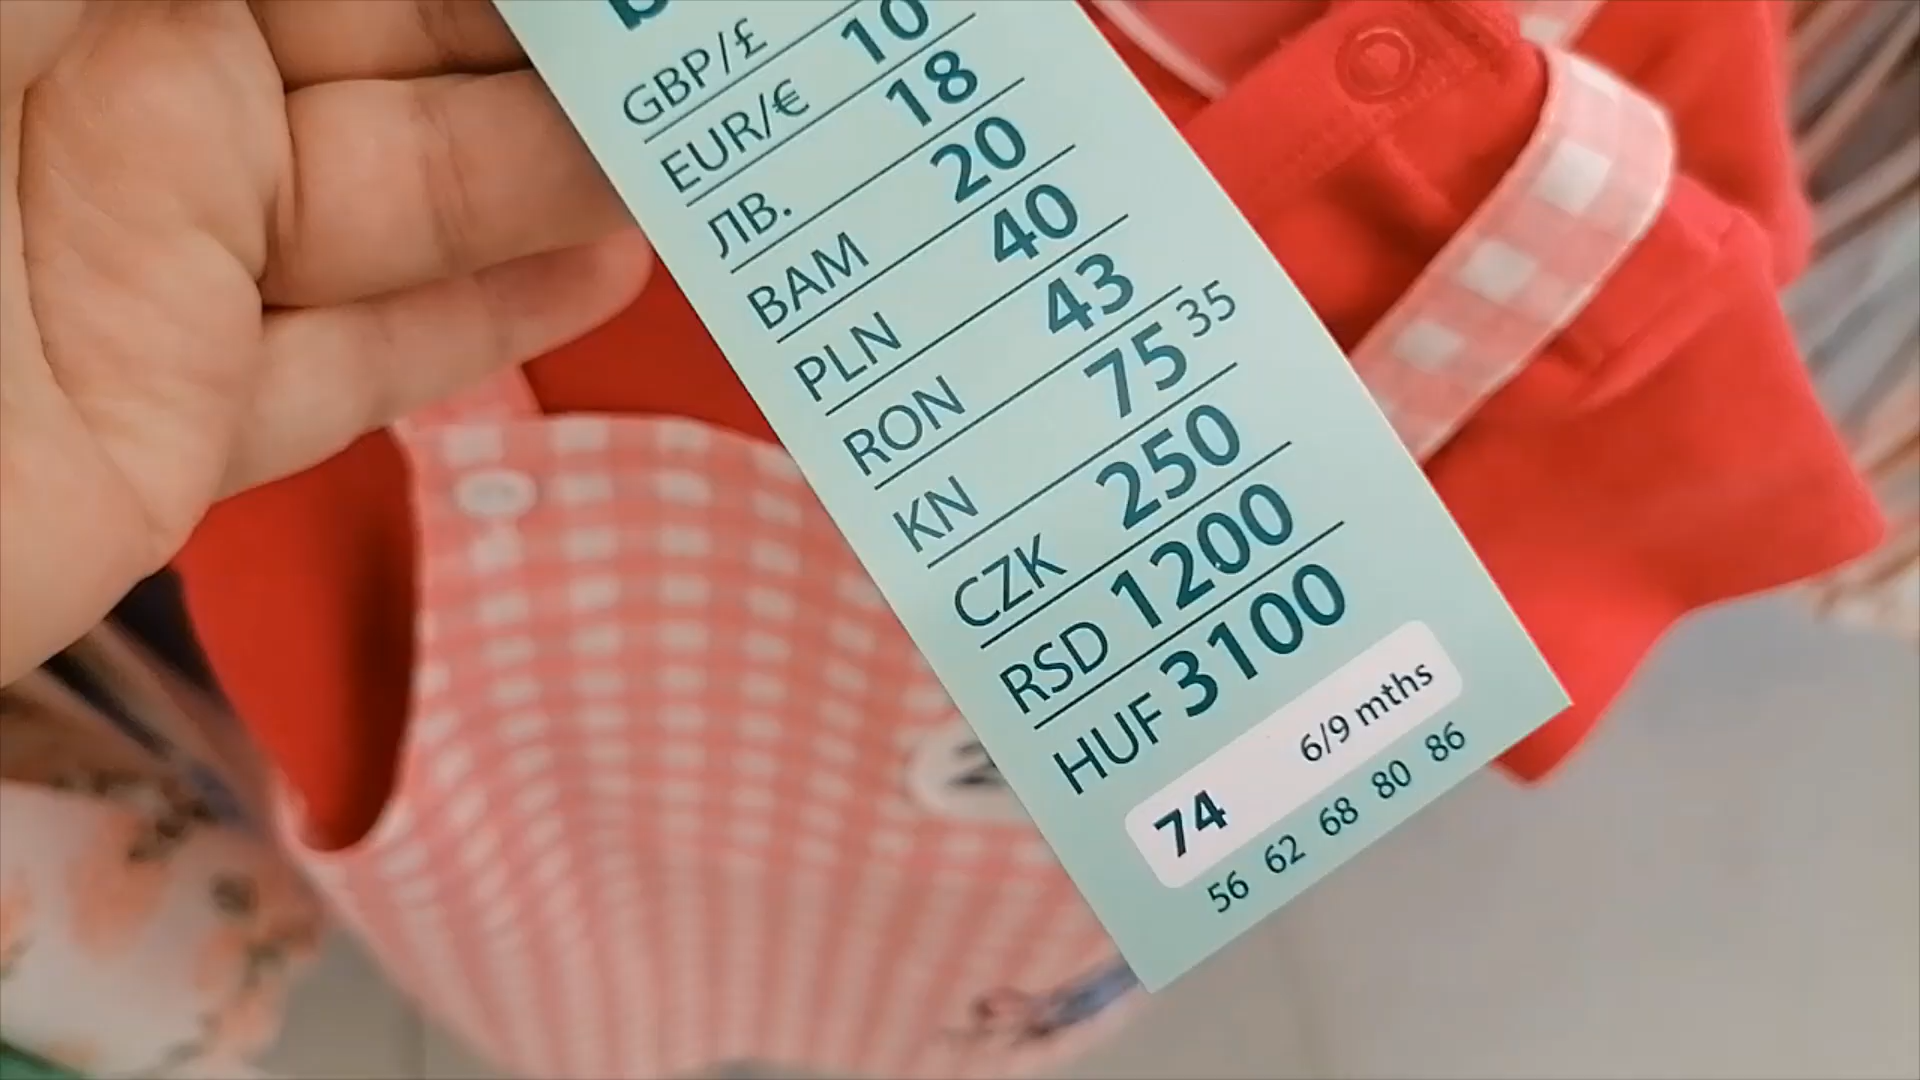 GBP/£
EUR/€ 10
ЛВ. 18
BAM 20
PLN 40
RON 43
KN 75 35
CZK 250
RSD 1200
HUF 3100
74 6/9 mths
56 62 68 80 86